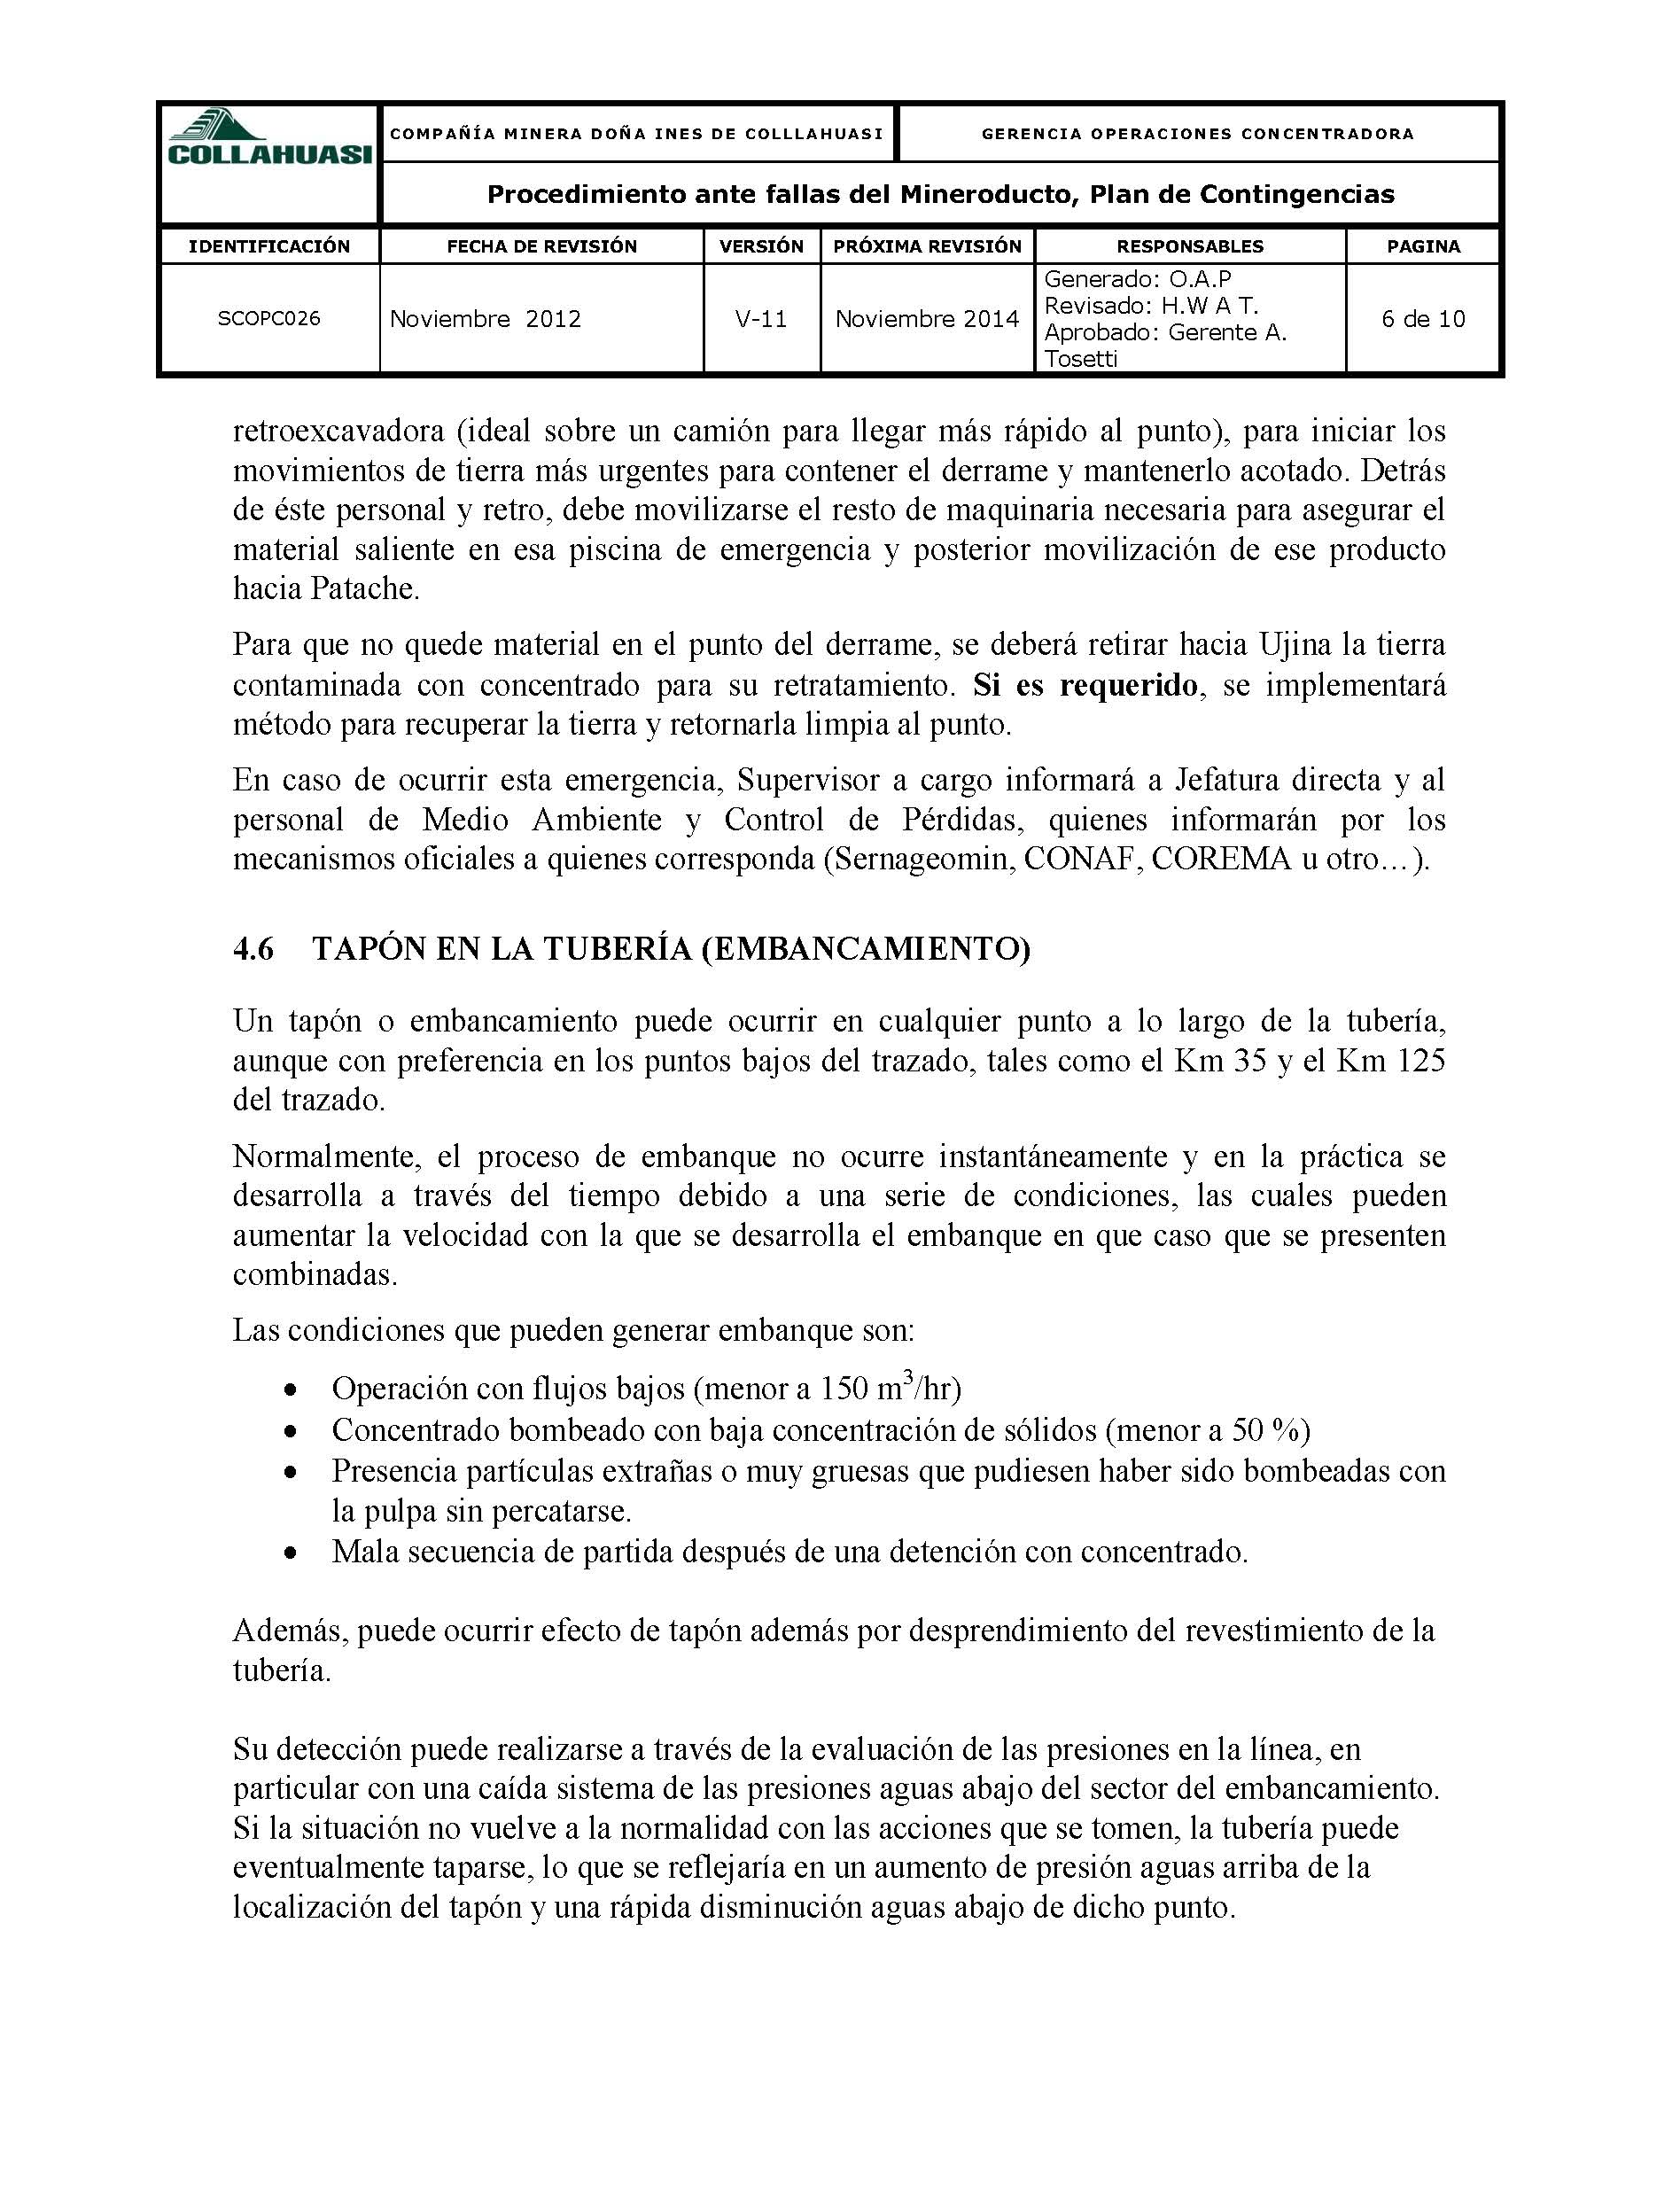 COLLAHUASI
COMPAÑÍA MINERA DOÑA INES DE COLLLAHUASI
GERENCIA OPERACIONES CONCENTRADORA
Procedimiento ante fallas del Mineroducto, Plan de Contingencias
IDENTIFICACIÓN FECHA DE REVISIÓN VERSIÓN PRÓXIMA REVISIÓN RESPONSABLES PAGINA
SCOPC026 Noviembre 2012 V-11 Noviembre 2014
Generado: O.A.P
Revisado: H.W A T.
Aprobado: Gerente A.
Tosetti
6 de 10
retroexcavadora (ideal sobre un camión para llegar más rápido al punto), para iniciar los
movimientos de tierra más urgentes para contener el derrame y mantenerlo acotado. Detrás
de éste personal y retro, debe movilizarse el resto de maquinaria necesaria para asegurar el
material saliente en esa piscina de emergencia y posterior movilización de ese producto
hacia Patache.
Para que no quede material en el punto del derrame, se deberá retirar hacia Ujina la tierra
contaminada con concentrado para su retratamiento. Si es requerido, se implementará
método para recuperar la tierra y retornarla limpia al punto.
En caso de ocurrir esta emergencia, Supervisor a cargo informará a Jefatura directa y al
personal de Medio Ambiente y Control de Pérdidas, quienes informarán por los
mecanismos oficiales a quienes corresponda (Sernageomin, CONAF, COREMA u otro…).
4.6 TAPÓN EN LA TUBERÍA (EMBANCAMIENTO)
Un tapón o embancamiento puede ocurrir en cualquier punto a lo largo de la tubería,
aunque con preferencia en los puntos bajos del trazado, tales como el Km 35 y el Km 125
del trazado.
Normalmente, el proceso de embanque no ocurre instantáneamente y en la práctica se
desarrolla a través del tiempo debido a una serie de condiciones, las cuales pueden
aumentar la velocidad con la que se desarrolla el embanque en que caso que se presenten
combinadas.
Las condiciones que pueden generar embanque son:
• Operación con flujos bajos (menor a 150 m³/hr)
• Concentrado bombeado con baja concentración de sólidos (menor a 50 %)
• Presencia partículas extrañas o muy gruesas que pudiesen haber sido bombeadas con
la pulpa sin percatarse.
• Mala secuencia de partida después de una detención con concentrado.
Además, puede ocurrir efecto de tapón además por desprendimiento del revestimiento de la
tubería.
Su detección puede realizarse a través de la evaluación de las presiones en la línea, en
particular con una caída sistema de las presiones aguas abajo del sector del embancamiento.
Si la situación no vuelve a la normalidad con las acciones que se tomen, la tubería puede
eventualmente taparse, lo que se reflejaría en un aumento de presión aguas arriba de la
localización del tapón y una rápida disminución aguas abajo de dicho punto.